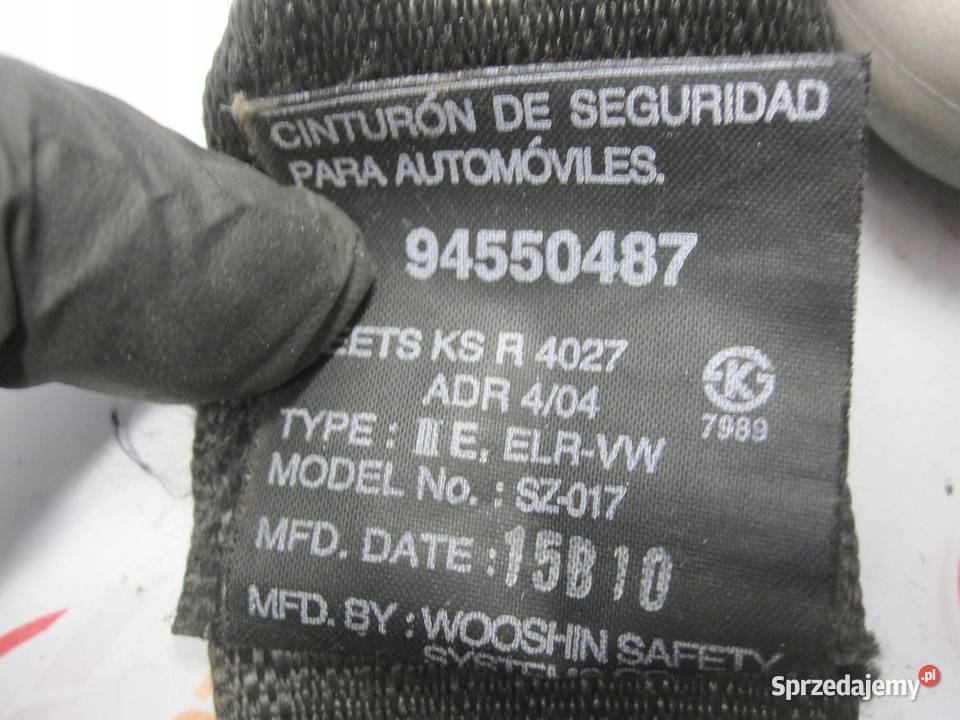 CINTURÓN DE SEGURIDAD
PARA AUTOMÓVILES.
94550487
KS R 4027
ADR 4/04
7989
TYPE : III E, ELR-VW
MODEL No. : SZ-017
MFD. DATE : 15B10
MFD. BY : WOOSHIN SAFETY
Sprzedajemy.pl